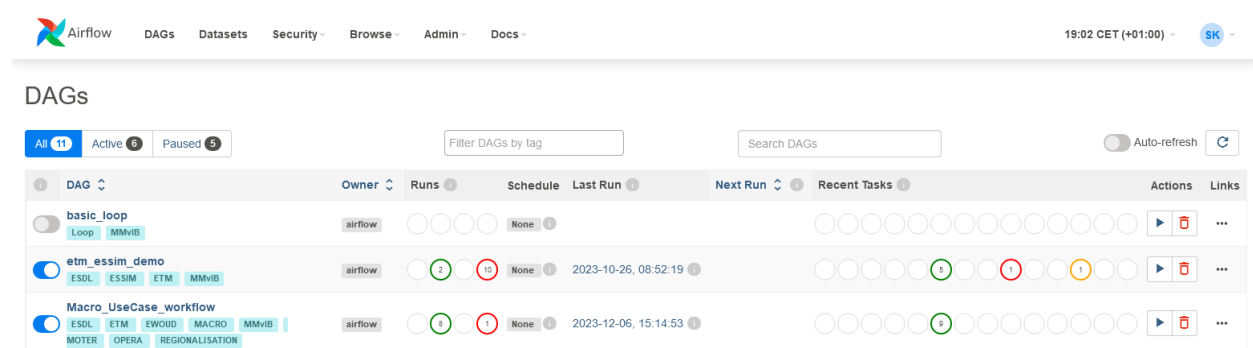 Airflow DAGs Datasets Security Browse Admin Docs 19:02 CET (+01:00) SK
DAGs
All 11 Active 6 Paused 5 Filter DAGs by tag Search DAGs Auto-refresh
DAG Owner Runs Schedule Last Run Next Run Recent Tasks Actions Links
basic_loop
Loop MMvIB airflow None
etm_essim_demo
ESDL ESSIM ETM MMvIB airflow 2 10 None 2023-10-26, 08:52:19 5 1 1
Macro_UseCase_workflow
ESDL ETM EWOUD MACRO MMvIB airflow 8 1 None 2023-12-06, 15:14:53 9
MOTER OPERA REGIONALISATION